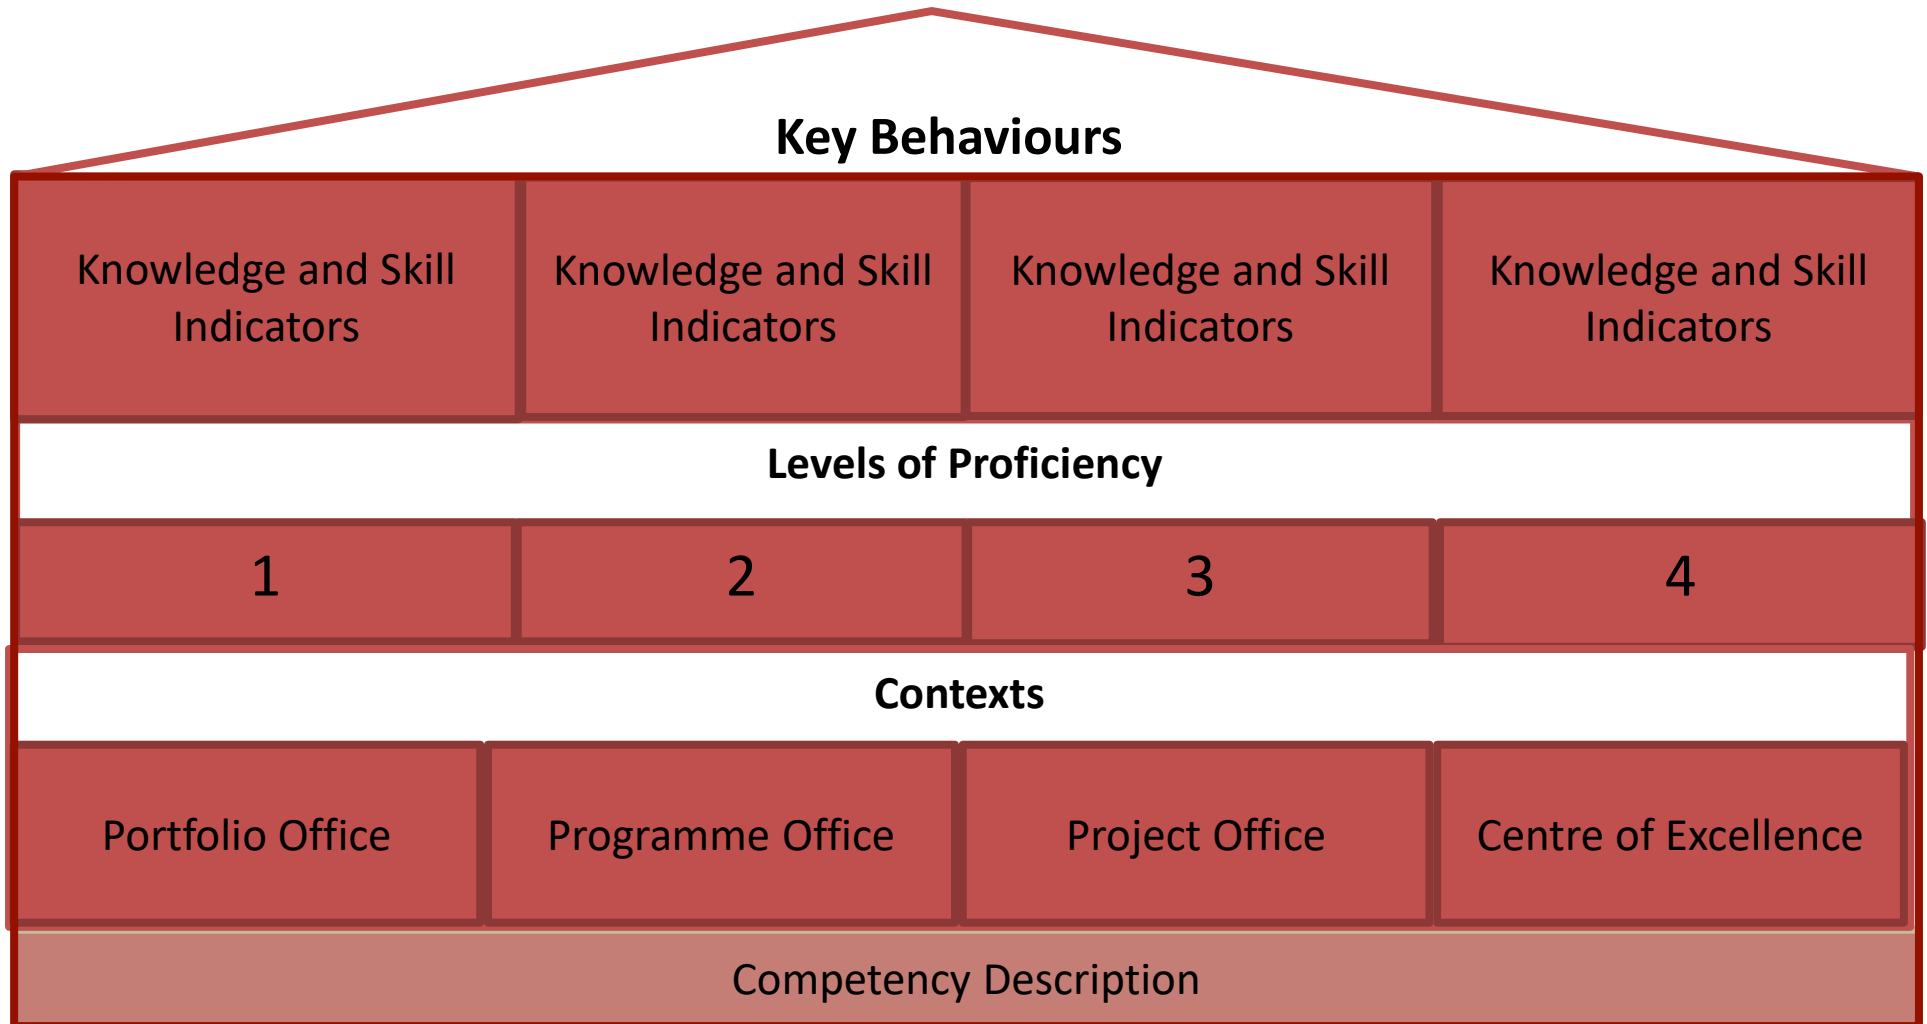 Key Behaviours
Knowledge and Skill
Indicators
Knowledge and Skill
Indicators
Knowledge and Skill
Indicators
Knowledge and Skill
Indicators
Levels of Proficiency
1
2
3
4
Contexts
Portfolio Office
Programme Office
Project Office
Centre of Excellence
Competency Description